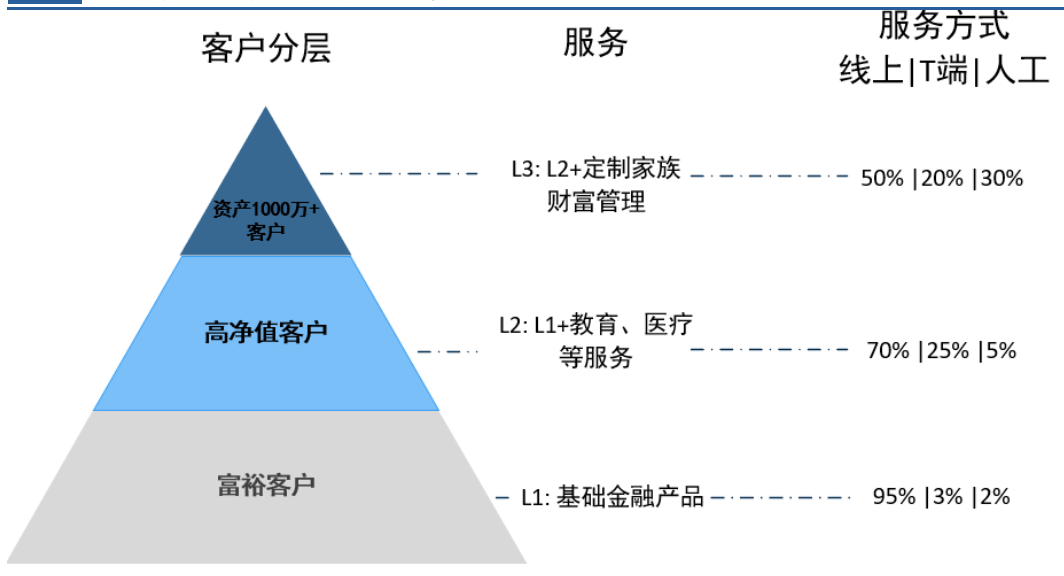 客户分层
服务
服务方式
线上|T端|人工
资产1000万+
客户
L3: L2+定制家族
财富管理
50% |20% |30%
高净值客户
L2: L1+教育、医疗
等服务
70% |25% |5%
富裕客户
L1: 基础金融产品
95% |3% |2%